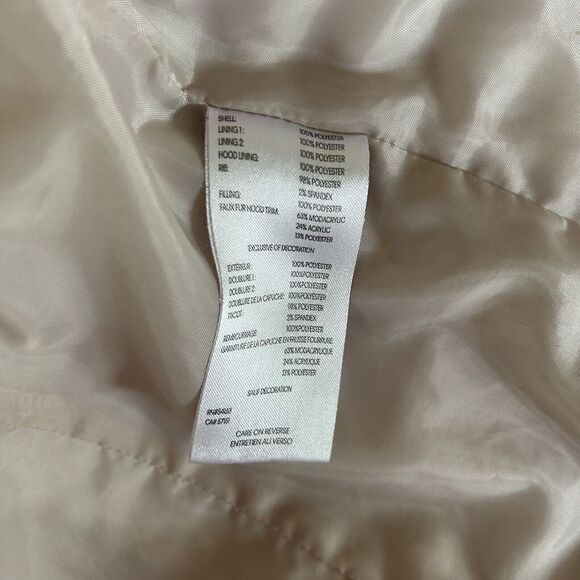 SHELL: 100% POLYESTER
LINING 1: 100% POLYESTER
LINING 2: 100% POLYESTER
HOOD LINING: 100% POLYESTER
RIB: 98% POLYESTER
2% SPANDEX
FILLING: 100% POLYESTER
FAUX FUR HOOD TRIM: 63% MODACRYLIC
24% ACRYLIC
13% POLYESTER
EXCLUSIVE OF DECORATION
EXTÉRIEUR: 100% POLYESTER
DOUBLURE 1: 100% POLYESTER
DOUBLURE 2: 100% POLYESTER
DOUBLURE DE LA CAPUCHE: 100% POLYESTER
TRICOT: 98% POLYESTER
2% SPANDEX
REMBOURRAGE: 100% POLYESTER
GARNITURE DE LA CAPUCHE EN FAUSSE FOURRURE:
63% MODACRYLIQUE
24% ACRYLIQUE
13% POLYESTER
SAUF DECORATION
CA# 57151
CARE ON REVERSE
ENTRETIEN AU VERSO